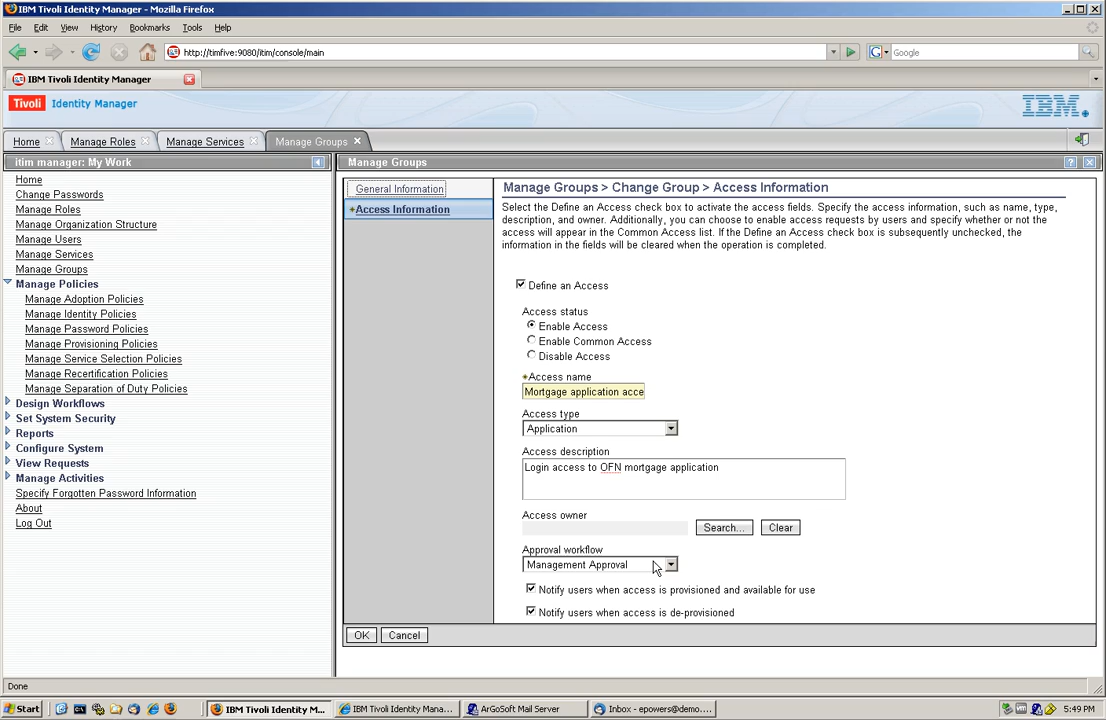 IBM Tivoli Identity Manager - Mozilla Firefox
File Edit View History Bookmarks Tools Help
http://timfive:9080/itim/console/main
Google
IBM Tivoli Identity Manager
Tivoli Identity Manager
IBM
Home
Manage Roles
Manage Services
Manage Groups
itim manager: My Work
Home
Change Passwords
Manage Roles
Manage Organization Structure
Manage Users
Manage Services
Manage Groups
Manage Policies
Manage Adoption Policies
Manage Identity Policies
Manage Password Policies
Manage Provisioning Policies
Manage Service Selection Policies
Manage Recertification Policies
Manage Separation of Duty Policies
Design Workflows
Set System Security
Reports
Configure System
View Requests
Manage Activities
Specify Forgotten Password Information
About
Log Out
Manage Groups
General Information
*Access Information
Manage Groups > Change Group > Access Information
Select the Define an Access check box to activate the access fields. Specify the access information, such as name, type,
description, and owner. Additionally, you can choose to enable access requests by users and specify whether or not the
access will appear in the Common Access list. If the Define an Access check box is subsequently unchecked, the
information in the fields will be cleared when the operation is completed.
Define an Access
Access status
Enable Access
Enable Common Access
Disable Access
*Access name
Mortgage application acce
Access type
Application
Access description
Login access to OFN mortgage application
Access owner
Search... Clear
Approval workflow
Management Approval
Notify users when access is provisioned and available for use
Notify users when access is de-provisioned
OK Cancel
Done
Start
IBM Tivoli Identity M...
IBM Tivoli Identity Mana...
ArGoSoft Mail Server
Inbox - epowers@demo....
5:49 PM